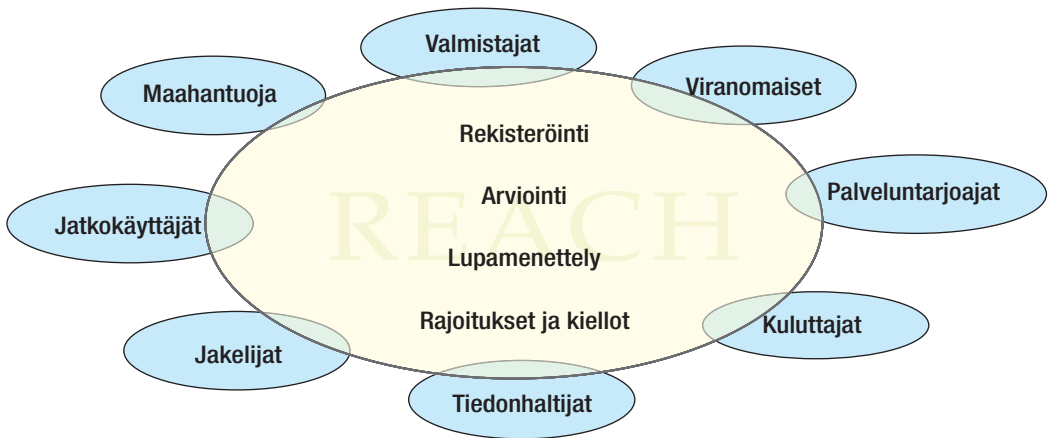 Valmistajat
Maahantuoja
Viranomaiset
Rekisteröinti
Arviointi
Palveluntarjoajat
Jatkokäyttäjät
REACH
Lupamenettely
Rajoitukset ja kiellot
Kuluttajat
Jakelijat
Tiedonhaltijat